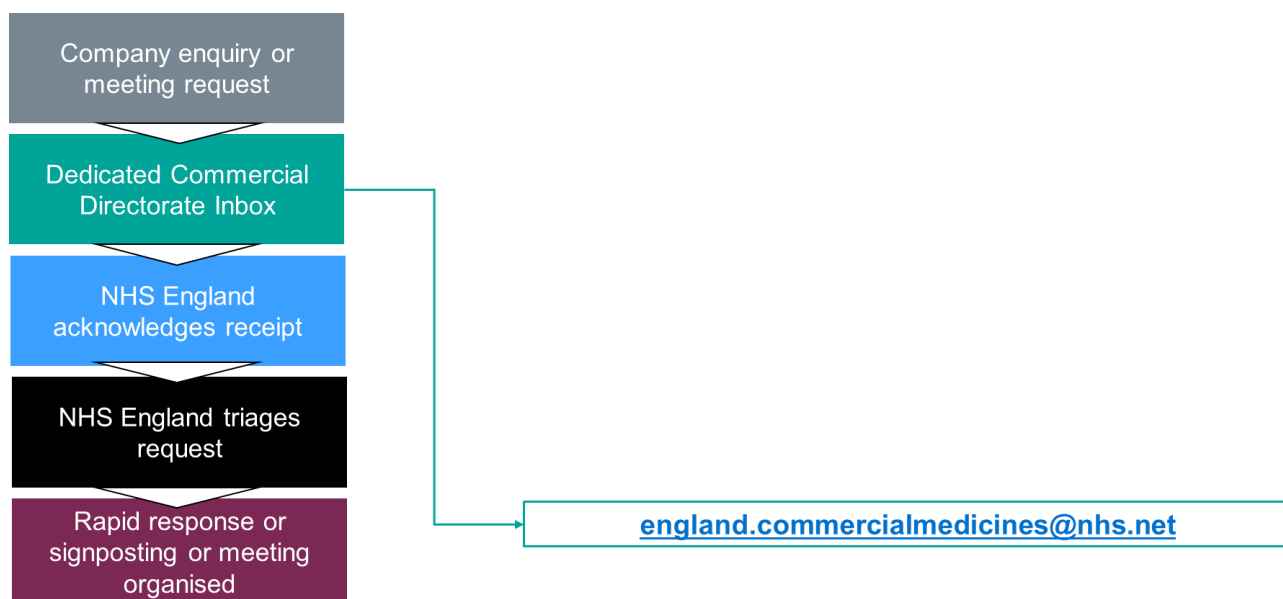 Company enquiry or
meeting request
Dedicated Commercial
Directorate Inbox
NHS England
acknowledges receipt
NHS England triages
request
Rapid response or
signposting or meeting
organised
england.commercialmedicines@nhs.net